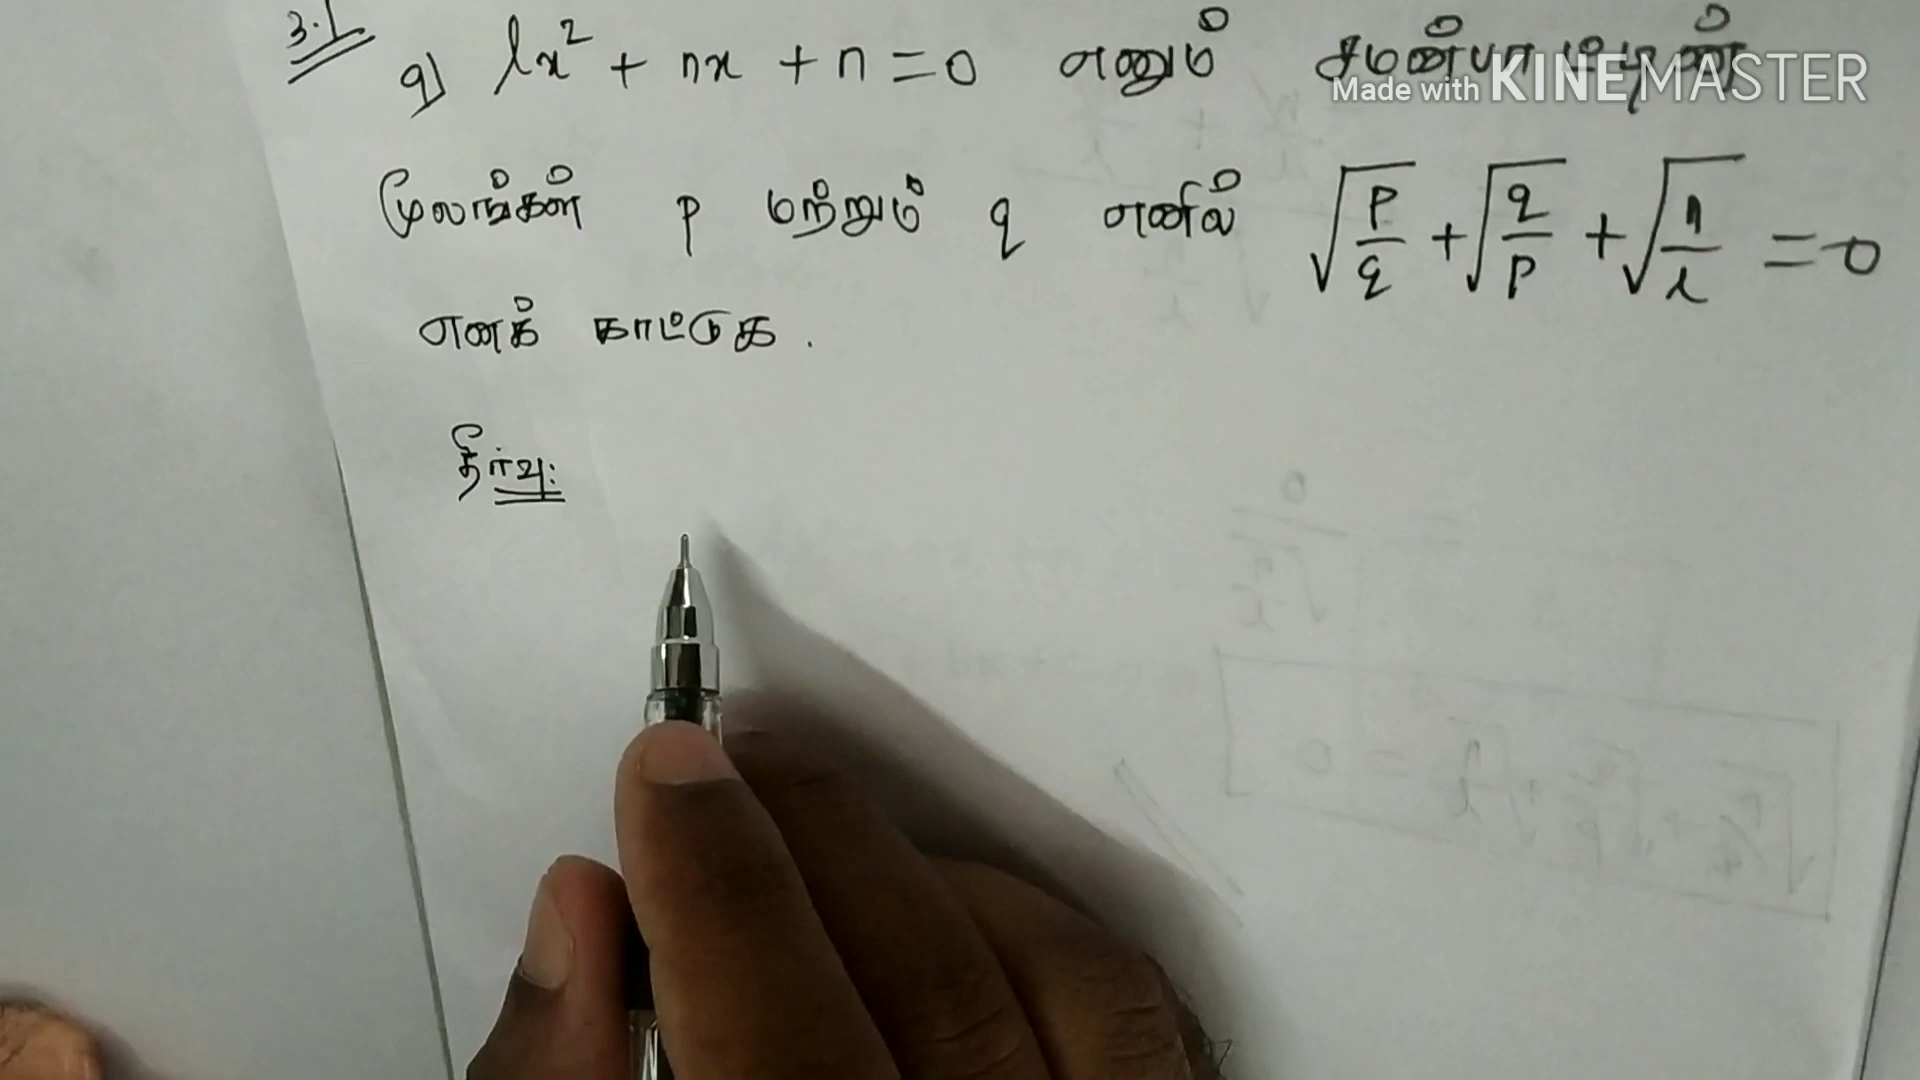 3.1
9) lx² + nx + n = 0 எனும் சமன்பாட்டின்
Made with KINEMASTER
மூலங்கள் p மற்றும் q எனில் √(p/q) + √(q/p) + √(n/l) = 0
எனக் காட்டுக .
தீர்வு: